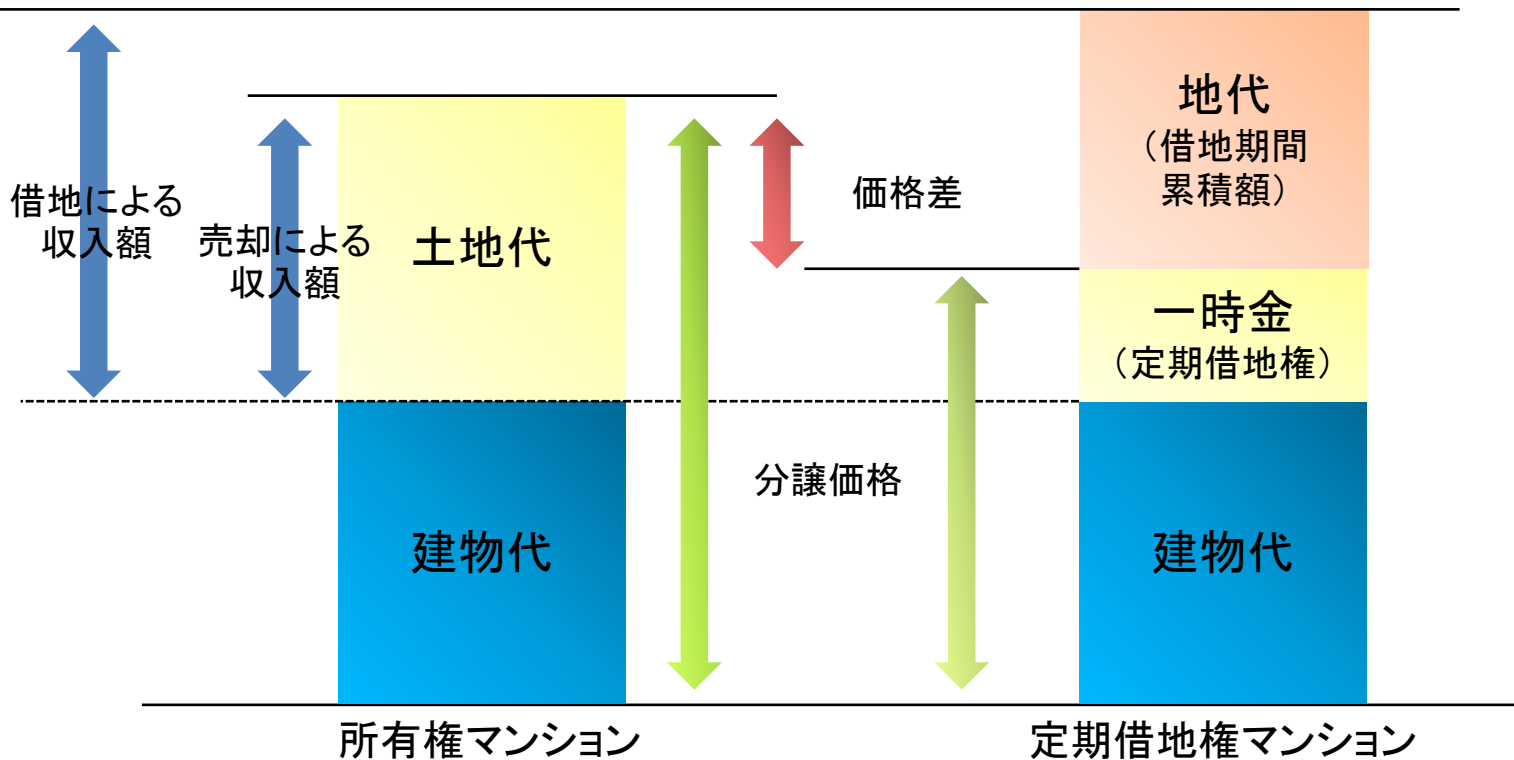 借地による
収入額
売却による
収入額
土地代
建物代
価格差
分譲価格
地代
（借地期間
累積額）
一時金
（定期借地権）
建物代
所有権マンション
定期借地権マンション